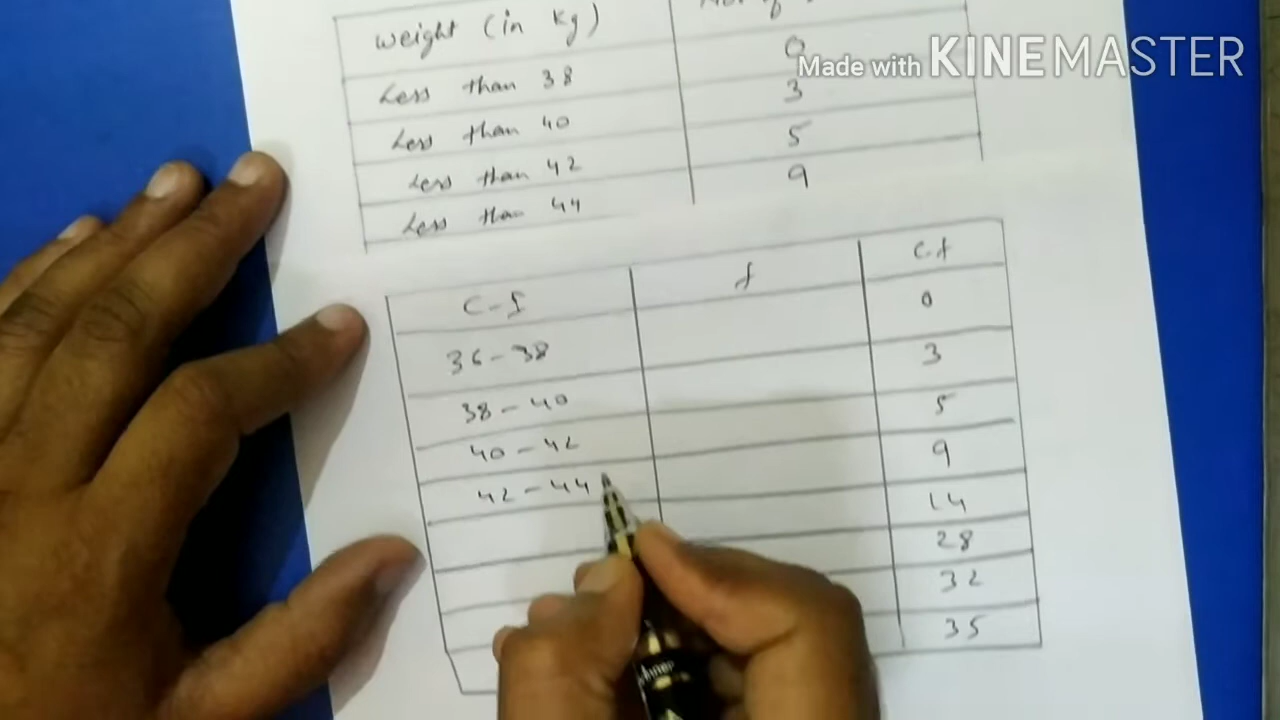 Weight (in kg)
0
Made with KINEMASTER
Less than 38
3
Less than 40
5
Less than 42
9
Less than 44
C-I f cf
36-38 0
38-40 3
40-42 5
42-44 9
14
28
32
35